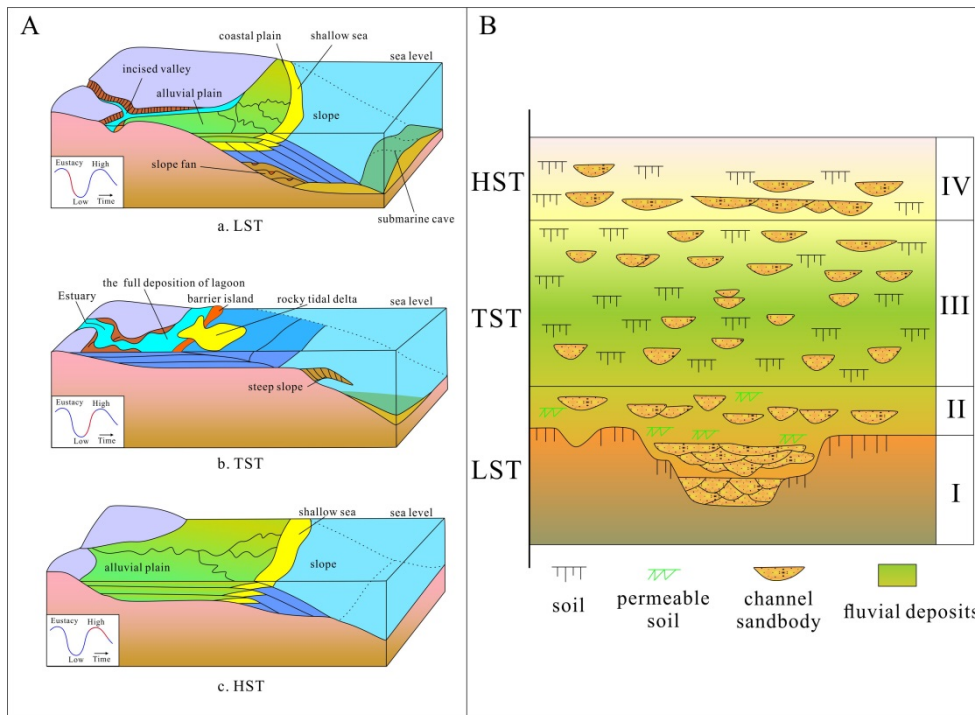 A
coastal plain
shallow sea
sea level
incised valley
alluvial plain
slope
slope fan
submarine cave
Eustacy High
Low Time
a. LST
the full deposition of lagoon
Estuary
barrier island
rocky tidal delta
sea level
steep slope
Eustacy High
Low Time
b. TST
shallow sea
sea level
alluvial plain
slope
Eustacy High
Low Time
c. HST
B
HST
IV
TST
III
II
LST
I
soil
permeable
soil
channel
sandbody
fluvial deposits